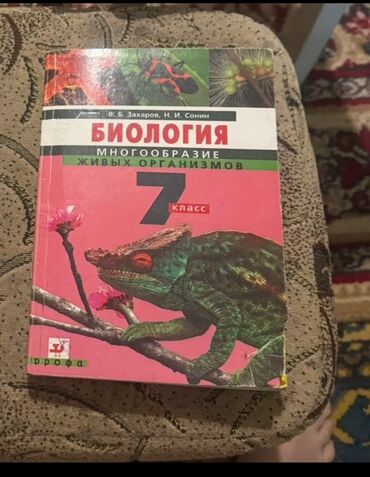 В. Б. Захаров, Н. И. Сонин
БИОЛОГИЯ
МНОГООБРАЗИЕ
ЖИВЫХ ОРГАНИЗМОВ
7
класс
дрофа